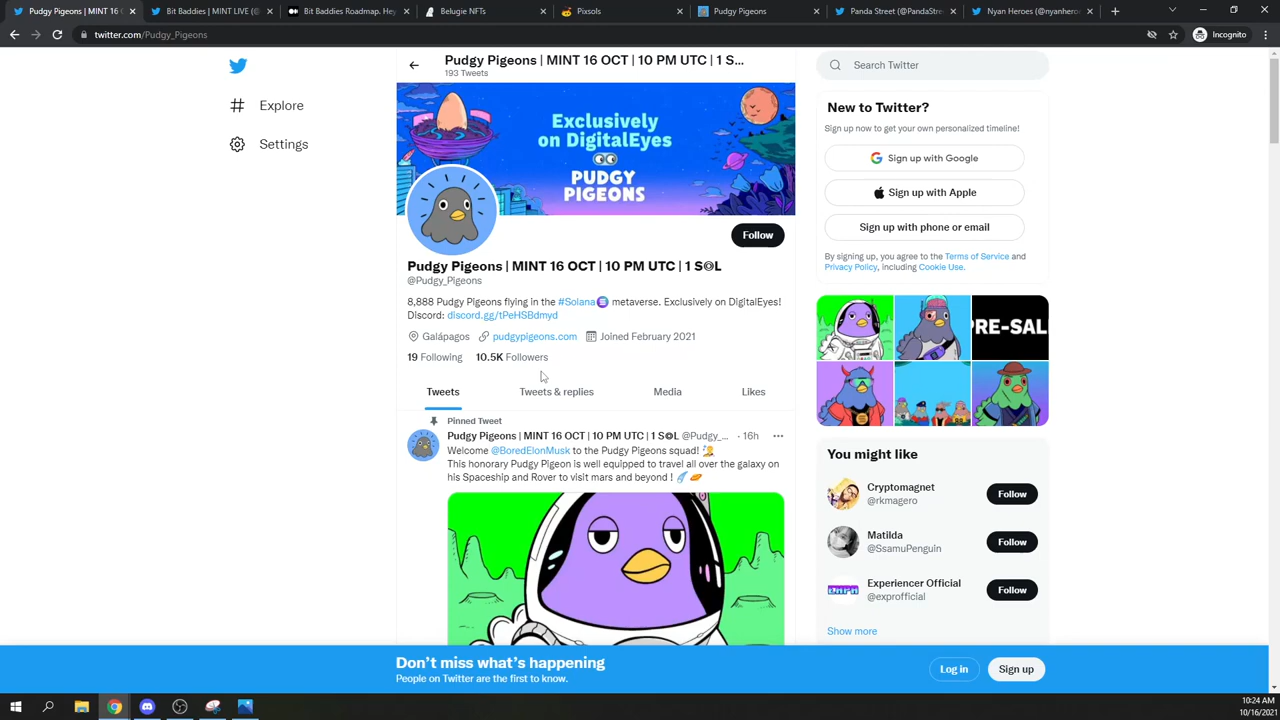 Pudgy Pigeons | MINT 16 O
Bit Baddies | MINT LIVE (
Bit Baddies Roadmap. Hey
Belugie NFTs
Pixsols
Pudgy Pigeons
Panda Street (@PandaStre
Nyan Heroes (@nyanhero
twitter.com/Pudgy_Pigeons
Incognito
Explore
Settings
Pudgy Pigeons | MINT 16 OCT | 10 PM UTC | 1 S...
193 Tweets
Exclusively
on DigitalEyes
PUDGY
PIGEONS
Follow
Pudgy Pigeons | MINT 16 OCT | 10 PM UTC | 1 S◎L
@Pudgy_Pigeons
8,888 Pudgy Pigeons flying in the #Solana metaverse. Exclusively on DigitalEyes!
Discord: discord.gg/tPeHSBdmyd
Galápagos pudgypigeons.com Joined February 2021
19 Following 10.5K Followers
Tweets Tweets & replies Media Likes
Pinned Tweet
Pudgy Pigeons | MINT 16 OCT | 10 PM UTC | 1 S◎L @Pudgy_... · 16h
Welcome @BoredElonMusk to the Pudgy Pigeons squad!
This honorary Pudgy Pigeon is well equipped to travel all over the galaxy on
his Spaceship and Rover to visit mars and beyond !
Search Twitter
New to Twitter?
Sign up now to get your own personalized timeline!
Sign up with Google
Sign up with Apple
Sign up with phone or email
By signing up, you agree to the Terms of Service and
Privacy Policy, including Cookie Use.
PRE-SAL
You might like
Cryptomagnet
@rkmagero
Follow
Matilda
@SsamuPenguin
Follow
Experiencer Official
@exprofficial
Follow
Show more
Don't miss what's happening
People on Twitter are the first to know.
Log in
Sign up
10:24 AM
10/16/2021